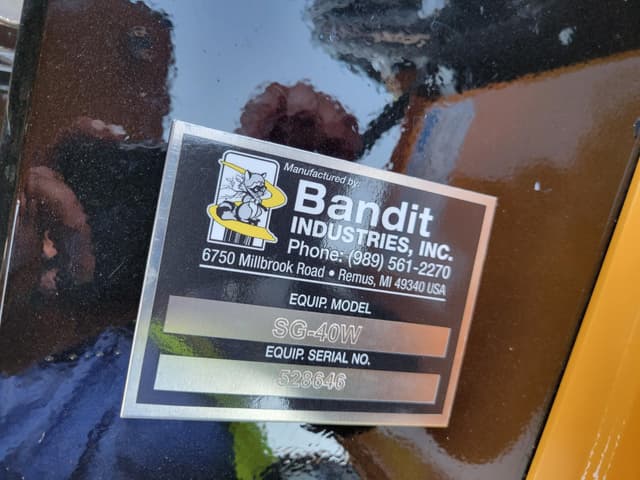 Manufactured by:
Bandit
INDUSTRIES, INC.
Phone: (989) 561-2270
6750 Millbrook Road • Remus, MI 49340 USA
EQUIP. MODEL
SG-40W
EQUIP. SERIAL NO.
528646